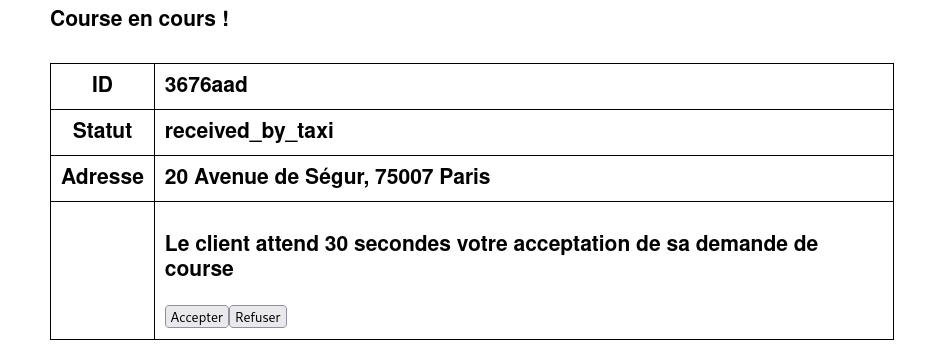 Course en cours !
ID 3676aad
Statut received_by_taxi
Adresse 20 Avenue de Ségur, 75007 Paris
Le client attend 30 secondes votre acceptation de sa demande de
course
Accepter Refuser